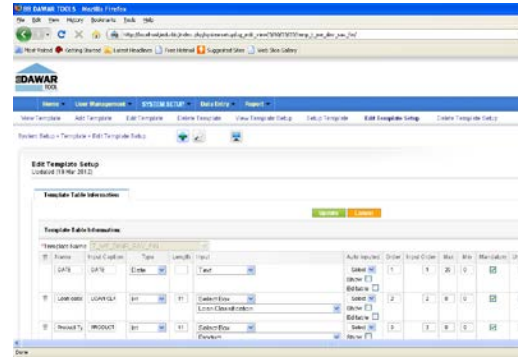 DAWAR TOOLS - Mozilla Firefox
File Edit View History Bookmarks Tools Help
Most Visited Getting Started Latest Headlines Free Hotmail Suggested Sites Web Slice Gallery
EDAWAR
TOOL
Home User Management SYSTEM SETUP Data Entry Report
View Template Add Template Edit Template Delete Template View Template Setup Setup Template Edit Template Setup Delete Template Setup
System Setup » Template » Edit Template Setup
Edit Template Setup
Updated (19 Mar 2012)
Template Table Information
Update Cancel
Template Table Information
*Template Name
Name Input Caption Type Length Input Auto Inputed Order Input Order Max Min Mandatory
DATE DATE Date Text Select 1 1 25 0
Show
Editable
Int 11 Select Box Select 2 2 0 0
Loan Classification Show
Editable
Product Ty PRODUCT Int 11 Select Box Select 3 3 0 0
Product Show
Done